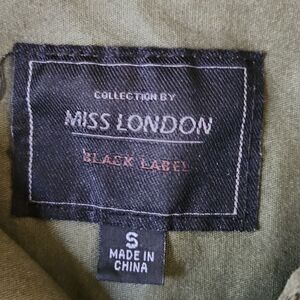 COLLECTION BY
MISS LONDON
BLACK LABEL
S
MADE IN
CHINA